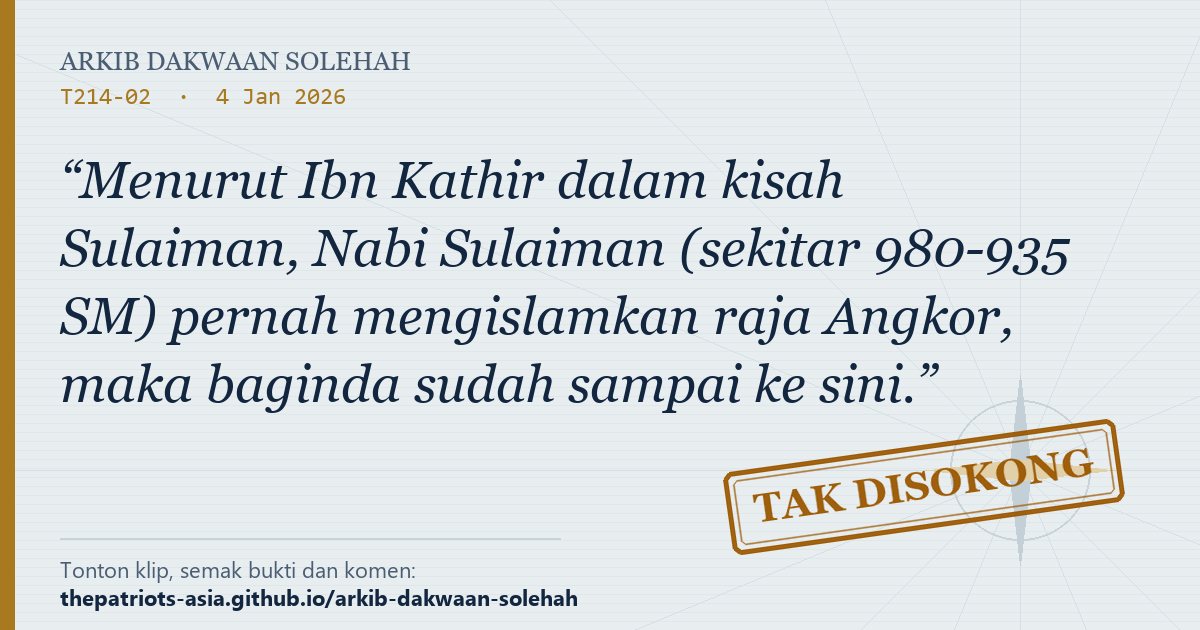 ARKIB DAKWAAN SOLEHAH
T214-02 · 4 Jan 2026
“Menurut Ibn Kathir dalam kisah
Sulaiman, Nabi Sulaiman (sekitar 980-935
SM) pernah mengislamkan raja Angkor,
maka baginda sudah sampai ke sini.”
TAK DISOKONG
Tonton klip, semak bukti dan komen:
thepatriots-asia.github.io/arkib-dakwaan-solehah